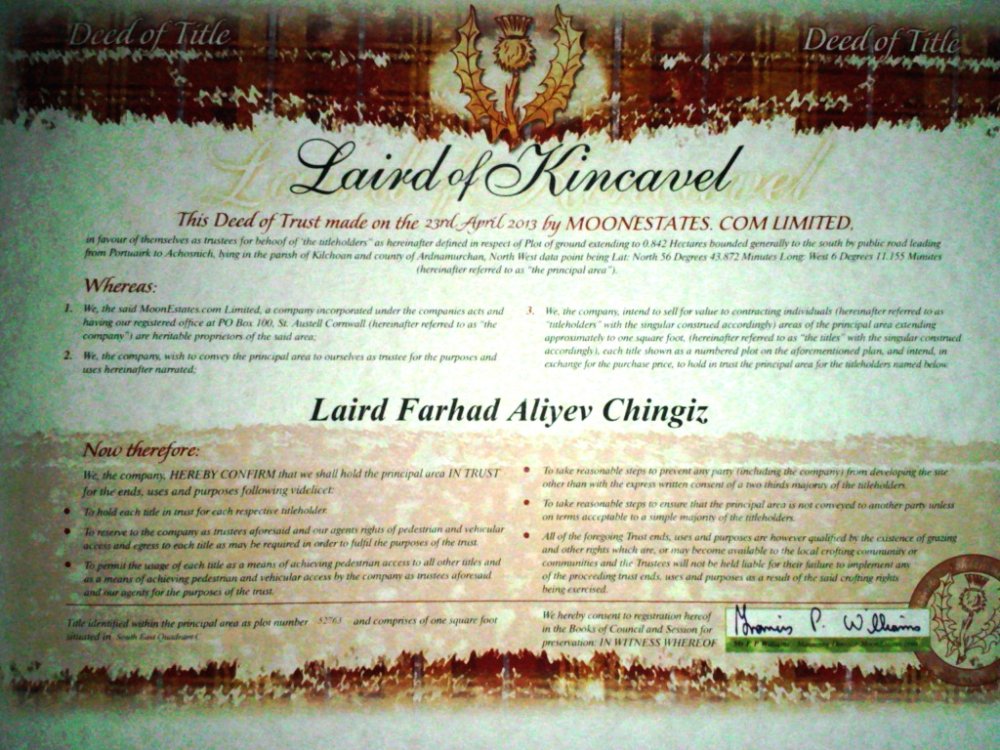 Deed of Title
Deed of Title
Laird of Kincavel
This Deed of Trust made on the 23rd April 2013 by MOONESTATES. COM LIMITED,
in favour of themselves as trustees for behoof of "the titleholders" as hereinafter defined in respect of Plot of ground extending to 0.842 Hectares bounded generally to the south by public road leading
from Portuairk to Achosnich, lying in the parish of Kilchoan and county of Ardnamurchan, North West data point being Lat: North 56 Degrees 43.872 Minutes Long: West 6 Degrees 11.155 Minutes
(hereinafter referred to as "the principal area").
Whereas:
1. We, the said MoonEstates.com Limited, a company incorporated under the companies acts and
having our registered office at PO Box 100, St. Austell Cornwall (hereinafter referred to as "the
company") are heritable proprietors of the said area;
2. We, the company, wish to convey the principal area to ourselves as trustee for the purposes and
uses hereinafter narrated;
3. We, the company, intend to sell for value to contracting individuals (hereinafter referred to as
"titleholders" with the singular construed accordingly) areas of the principal area extending
approximately to one square foot, (hereinafter referred to as "the titles" with the singular construed
accordingly), each title shown as a numbered plot on the aforementioned plan, and intend, in
exchange for the purchase price, to hold in trust the principal area for the titleholders named below
Laird Farhad Aliyev Chingiz
Now therefore:
We, the company, HEREBY CONFIRM that we shall hold the principal area IN TRUST
for the ends, uses and purposes following videlicet:
• To hold each title in trust for each respective titleholder.
• To reserve to the company as trustees aforesaid and our agents rights of pedestrian and vehicular
access and egress to each title as may be required in order to fulfil the purposes of the trust.
• To permit the usage of each title as a means of achieving pedestrian access to all other titles and
as a means of achieving pedestrian and vehicular access by the company as trustees aforesaid
and our agents for the purposes of the trust.
• To take reasonable steps to prevent any party (including the company) from developing the site
other than with the express written consent of a two thirds majority of the titleholders.
• To take reasonable steps to ensure that the principal area is not conveyed to another party unless
on terms acceptable to a simple majority of the titleholders.
• All of the foregoing Trust ends, uses and purposes are however qualified by the existence of grazing
and other rights which are, or may become available to the local crofting community or
communities and the Trustees will not be held liable for their failure to implement any
of the proceeding trust ends, uses and purposes as a result of the said crofting rights
being exercised.
Title identified within the principal area as plot number 52763 and comprises of one square foot
situated in South East Quadrant C
We hereby consent to registration hereof
in the Books of Council and Session for
preservation: IN WITNESS WHEREOF
Francis P. Williams